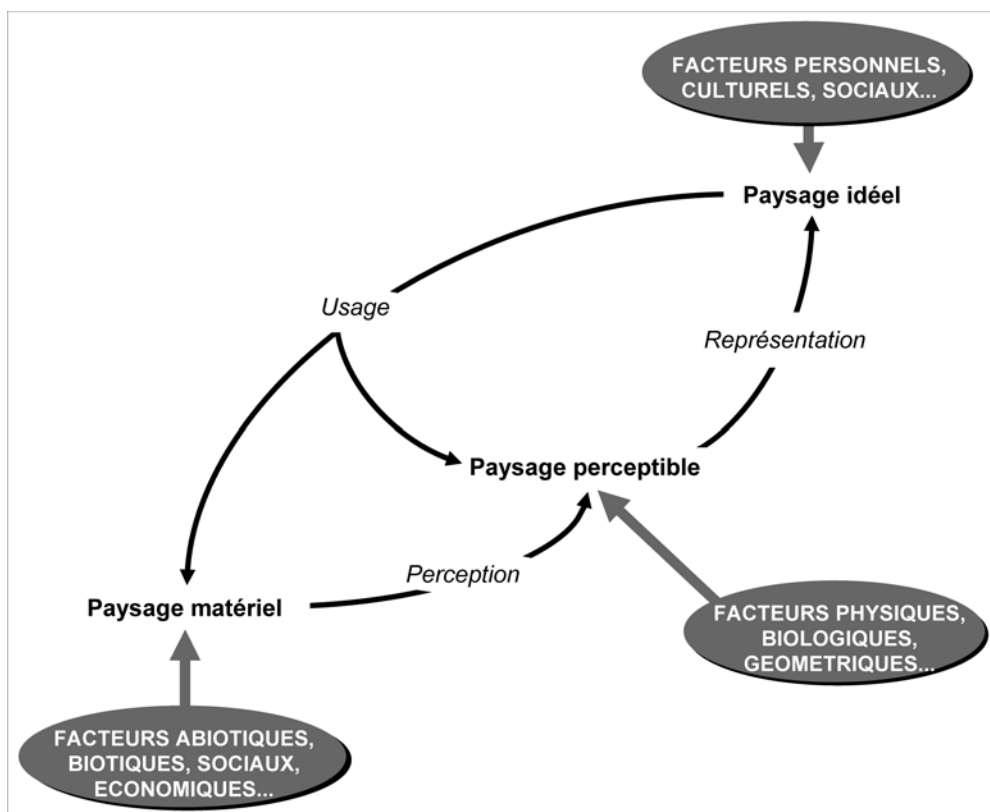 FACTEURS PERSONNELS,
CULTURELS, SOCIAUX...
Paysage idéel
Usage
Représentation
Paysage perceptible
Perception
Paysage matériel
FACTEURS PHYSIQUES,
BIOLOGIQUES,
GEOMETRIQUES...
FACTEURS ABIOTIQUES,
BIOTIQUES, SOCIAUX,
ECONOMIQUES...